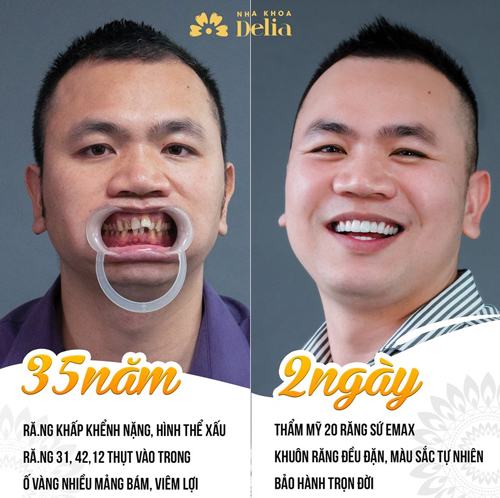 NHA KHOA
Delia
35năm
RĂ.NG KHẤP KHỂNH NẶNG, HÌNH THỂ XẤU
RĂ.NG 31, 42,12 THỤT VÀO TRONG
Ố VÀNG NHIỀU MẢNG BÁM, VIÊM LỢI
2ngày
THẨM MỸ 20 RĂNG SỨ EMAX
KHUÔN RĂNG ĐỀU ĐẶN, MÀU SẮC TỰ NHIÊN
BẢO HÀNH TRỌN ĐỜI